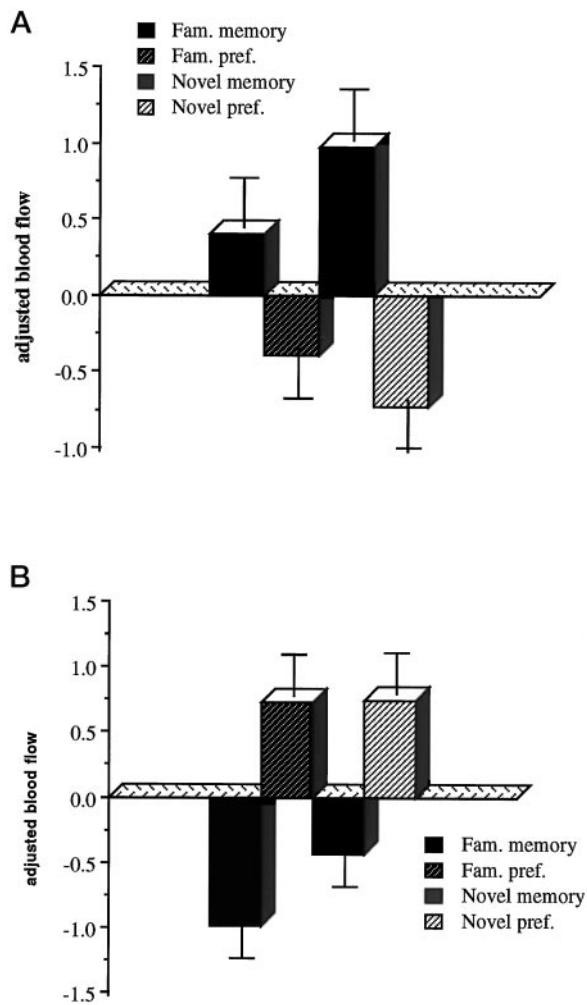 A
Fam. memory
Fam. pref.
Novel memory
Novel pref.
1.5
1.0
0.5
0.0
-0.5
-1.0
adjusted blood flow
B
1.5
1.0
0.5
0.0
-0.5
-1.0
-1.5
adjusted blood flow
Fam. memory
Fam. pref.
Novel memory
Novel pref.